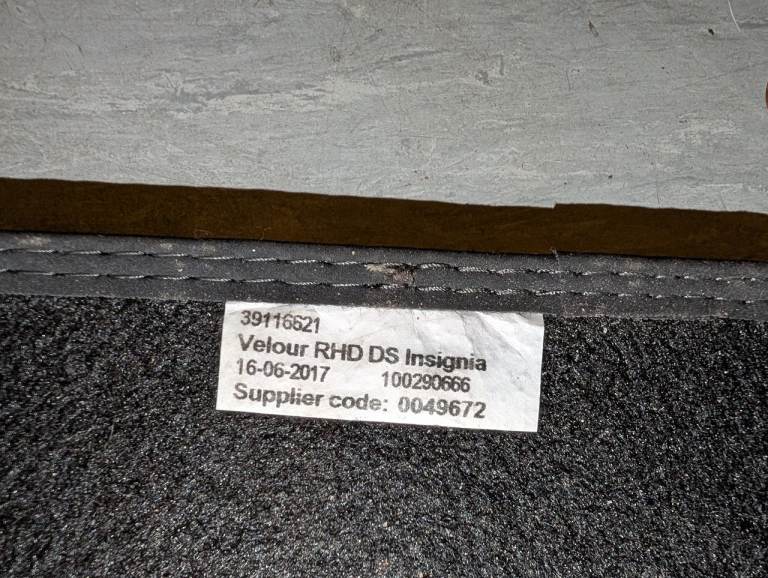 39116621
Velour RHD DS Insignia
16-06-2017 100290666
Supplier code: 0049672